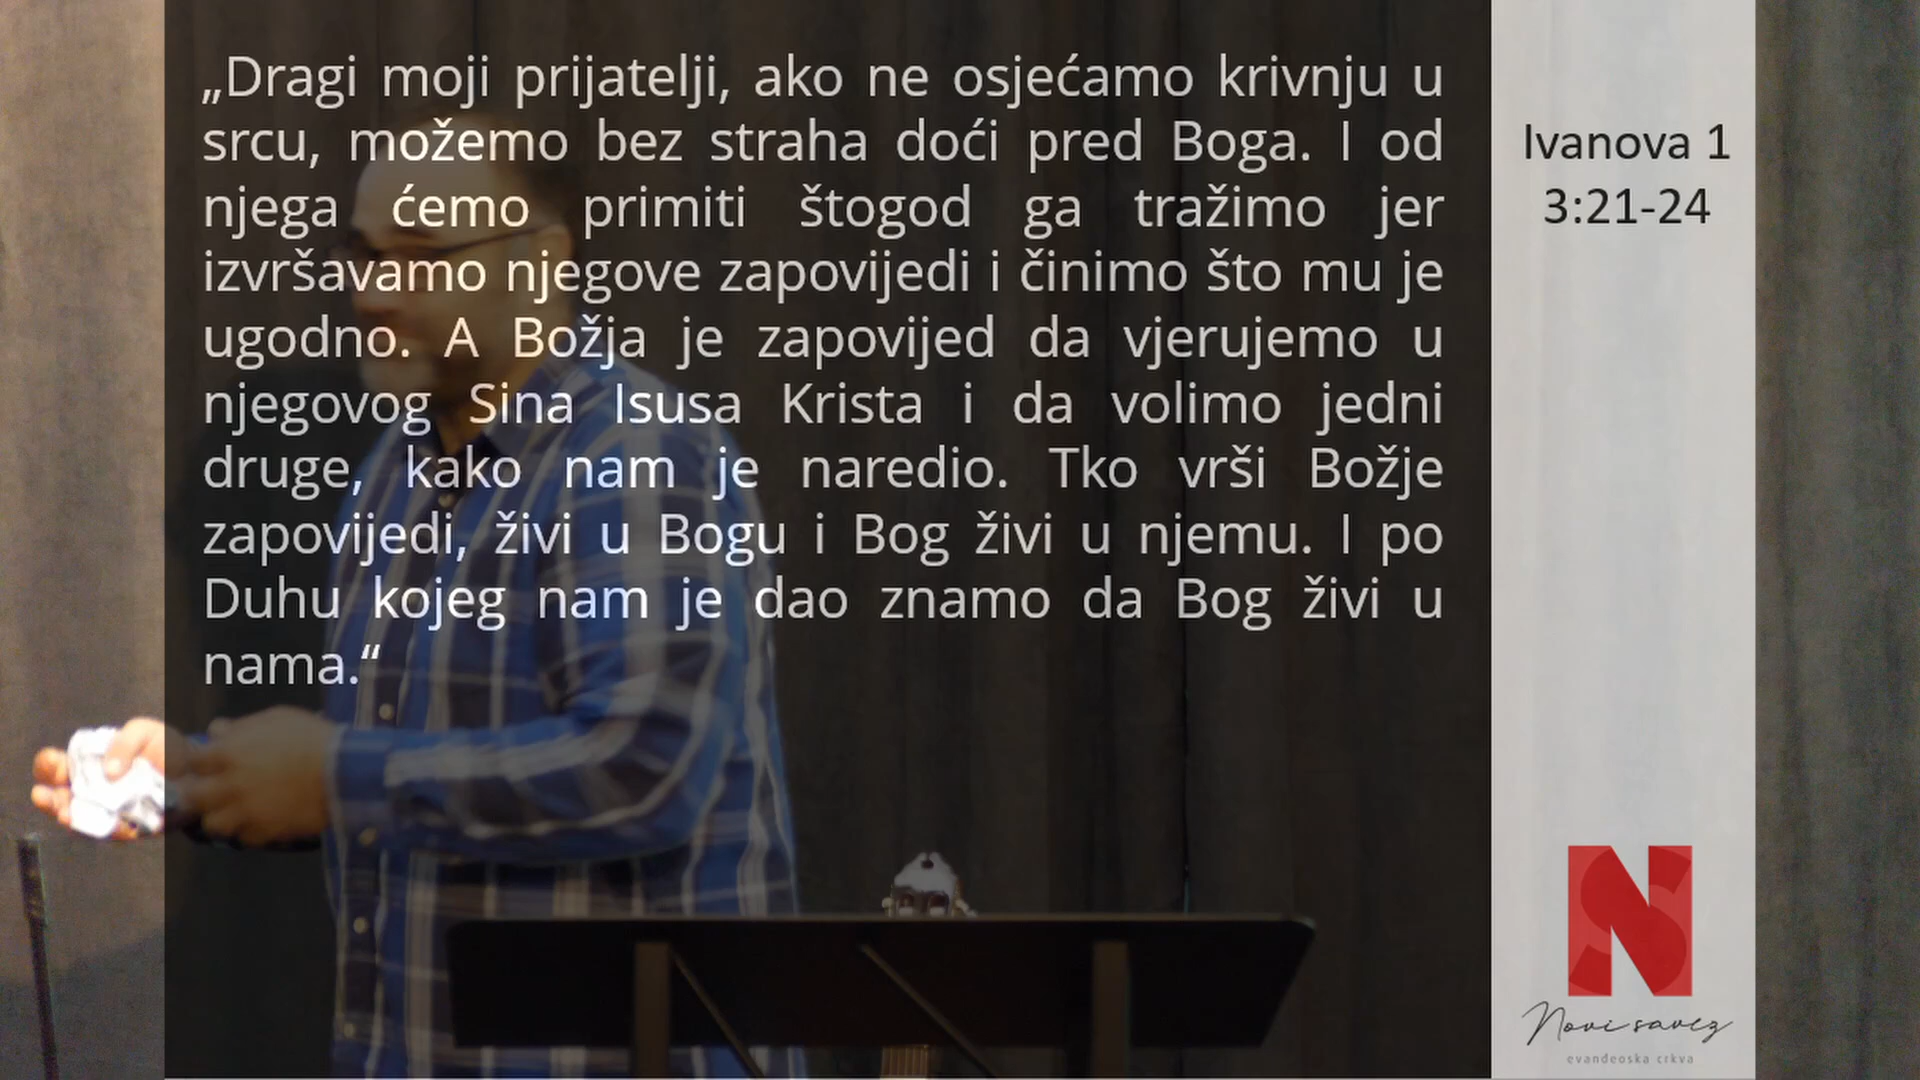 „Dragi moji prijatelji, ako ne osjećamo krivnju u
srcu, možemo bez straha doći pred Boga. I od
njega ćemo primiti štogod ga tražimo jer
izvršavamo njegove zapovijedi i činimo što mu je
ugodno. A Božja je zapovijed da vjerujemo u
njegovog Sina Isusa Krista i da volimo jedni
druge, kako nam je naredio. Tko vrši Božje
zapovijedi, živi u Bogu i Bog živi u njemu. I po
Duhu kojeg nam je dao znamo da Bog živi u
nama.“
Ivanova 1
3:21-24
N
Novi savez
evanđeoska crkva